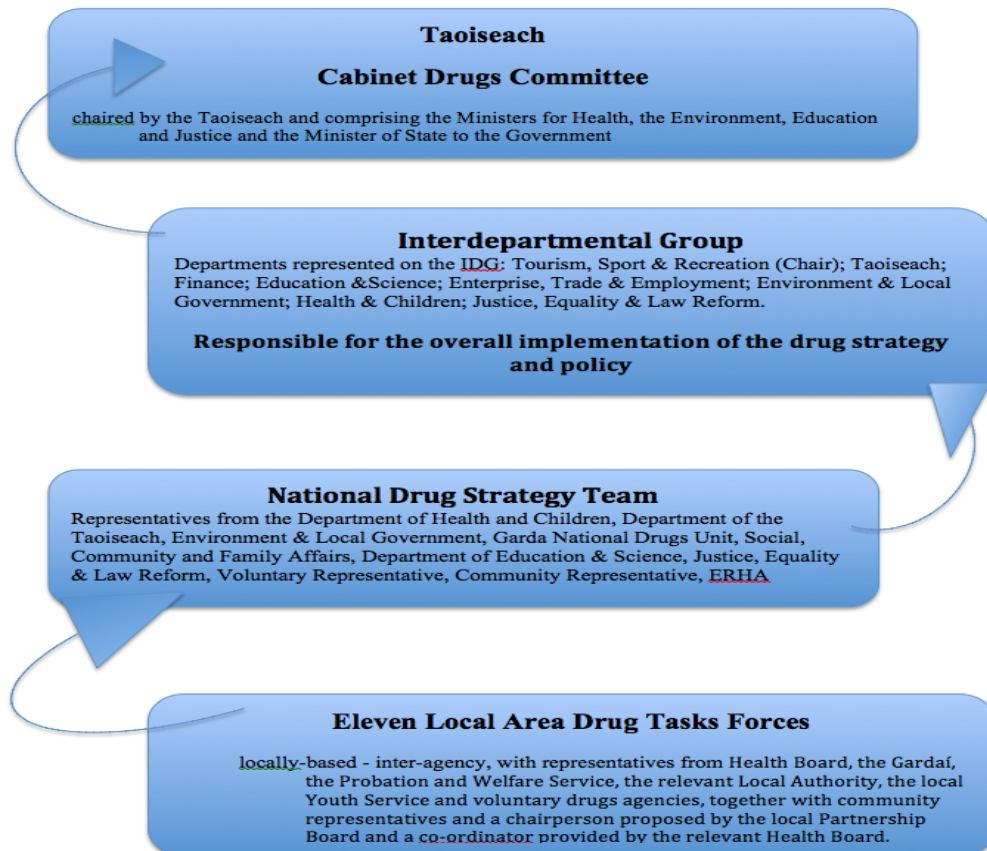 Taoiseach
Cabinet Drugs Committee
chaired by the Taoiseach and comprising the Ministers for Health, the Environment, Education
and Justice and the Minister of State to the Government
Interdepartmental Group
Departments represented on the IDG: Tourism, Sport & Recreation (Chair); Taoiseach;
Finance; Education &Science; Enterprise, Trade & Employment; Environment & Local
Government; Health & Children; Justice, Equality & Law Reform.
Responsible for the overall implementation of the drug strategy
and policy
National Drug Strategy Team
Representatives from the Department of Health and Children, Department of the
Taoiseach, Environment & Local Government, Garda National Drugs Unit, Social,
Community and Family Affairs, Department of Education & Science, Justice, Equality
& Law Reform, Voluntary Representative, Community Representative, ERHA
Eleven Local Area Drug Tasks Forces
locally-based - inter-agency, with representatives from Health Board, the Gardaí,
the Probation and Welfare Service, the relevant Local Authority, the local
Youth Service and voluntary drugs agencies, together with community
representatives and a chairperson proposed by the local Partnership
Board and a co-ordinator provided by the relevant Health Board.